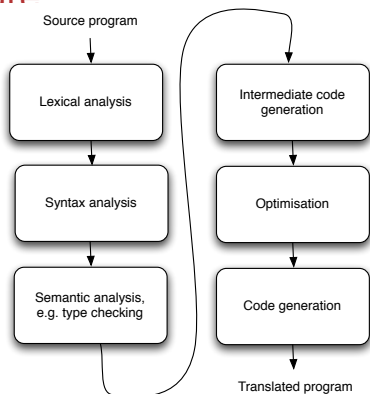 Source program
Lexical analysis
Syntax analysis
Semantic analysis,
e.g. type checking
Intermediate code
generation
Optimisation
Code generation
Translated program